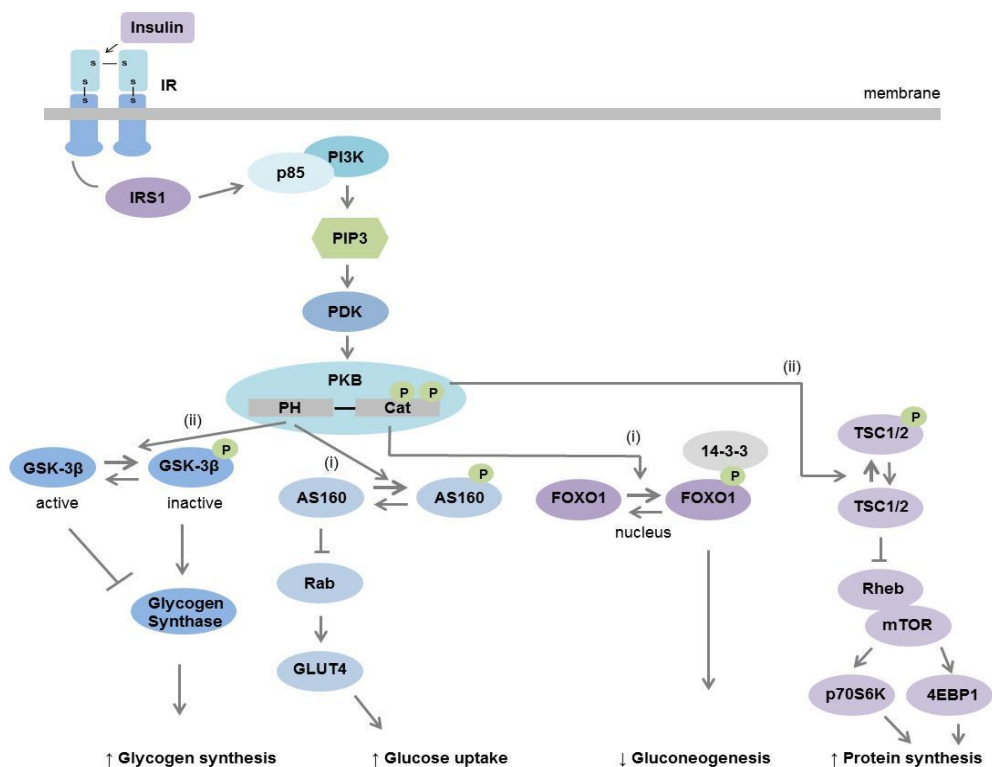 Insulin
s
s
IR
s
s
s
s
membrane
PI3K
p85
IRS1
PIP3
PDK
PKB
P
P
PH
Cat
(ii)
(ii)
(i)
(i)
P
TSC1/2
14-3-3
P
P
P
GSK-3β
GSK-3β
AS160
AS160
FOXO1
FOXO1
TSC1/2
active
inactive
nucleus
Rab
Rheb
Glycogen
Synthase
mTOR
GLUT4
p70S6K
4EBP1
↑ Glycogen synthesis
↑ Glucose uptake
↓ Gluconeogenesis
↑ Protein synthesis